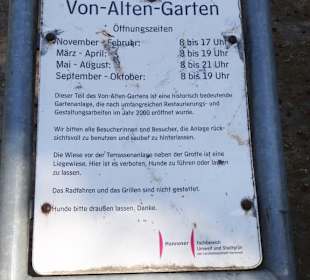 Von-Alten-Garten
Öffnungszeiten
November - Februar: 8 bis 17 Uhr
März - April: 8 bis 19 Uhr
Mai - August: 8 bis 21 Uhr
September - Oktober: 8 bis 19 Uhr
Dieser Teil des Von-Alten-Gartens ist eine historisch bedeutende
Gartenanlage, die nach umfangreichen Restaurierungs- und
Gestaltungsarbeiten im Jahre 2000 eröffnet wurde.
Wir bitten alle Besucherinnen und Besucher, die Anlage rück-
sichtsvoll zu benutzen und sauber zu hinterlassen.
Die Wiese vor der Terrassenanlage neben der Grotte ist eine
Liegewiese. Hier ist es verboten, Hunde zu führen oder laufen
zu lassen.
Das Radfahren und das Grillen sind nicht gestattet.
Hunde bitte draußen lassen. Danke.
Hannover
Fachbereich
Umwelt und Stadtgrün
der Landeshauptstadt Hannover